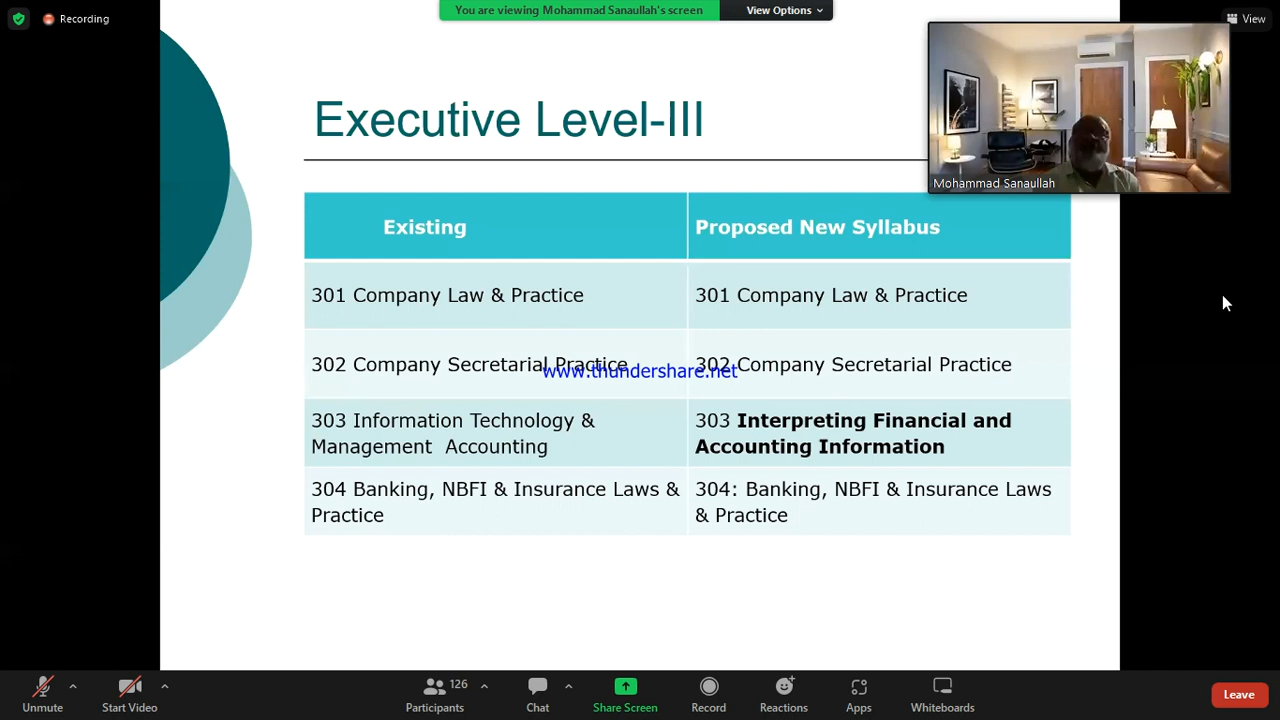 Recording
You are viewing Mohammad Sanaullah's screen
View Options
View
Mohammad Sanaullah
Executive Level-III
Existing
Proposed New Syllabus
301 Company Law & Practice
301 Company Law & Practice
302 Company Secretarial Practice
302 Company Secretarial Practice
www.thundershare.net
303 Information Technology &
Management Accounting
303 Interpreting Financial and
Accounting Information
304 Banking, NBFI & Insurance Laws &
Practice
304: Banking, NBFI & Insurance Laws
& Practice
Unmute
Start Video
126
Participants
Chat
Share Screen
Record
Reactions
Apps
Whiteboards
Leave